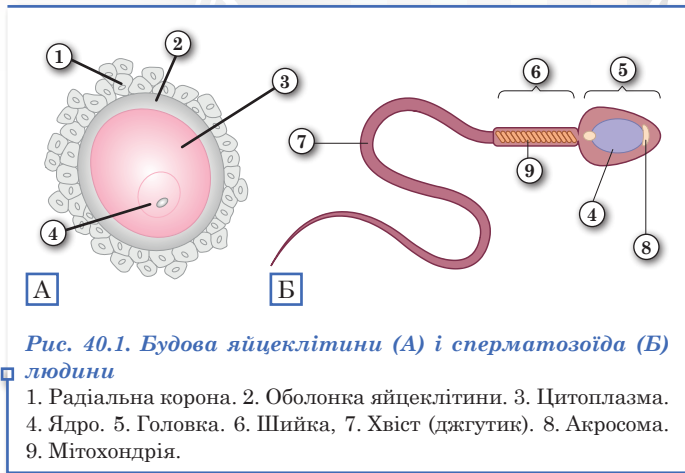 1
2
3
4
А
5
6
7
9
4
8
Б
Рис. 40.1. Будова яйцеклітини (А) і сперматозоїда (Б)
людини
1. Радіальна корона. 2. Оболонка яйцеклітини. 3. Цитоплазма.
4. Ядро. 5. Головка. 6. Шийка, 7. Хвіст (джгутик). 8. Акросома.
9. Мітохондрія.